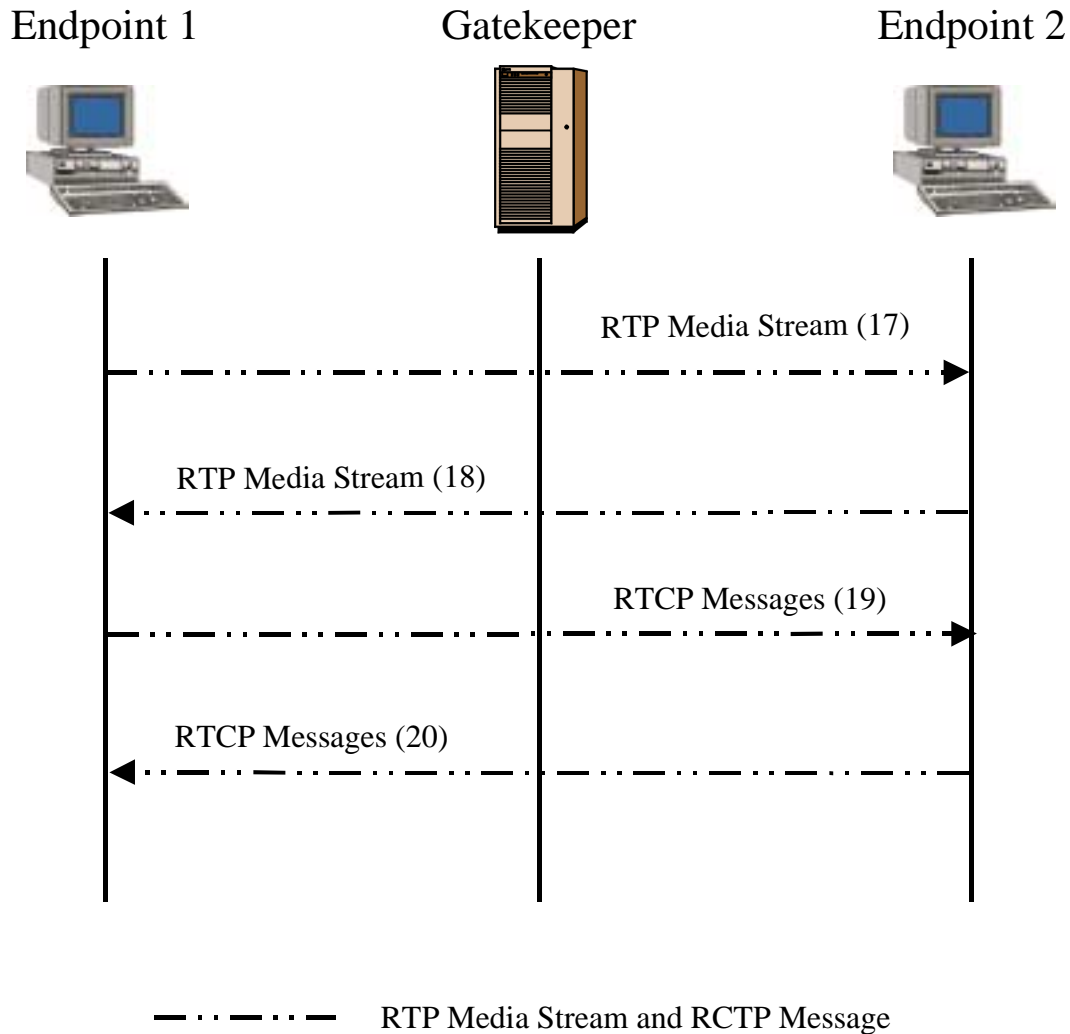 Endpoint 1
Gatekeeper
Endpoint 2
RTP Media Stream (17)
RTP Media Stream (18)
RTCP Messages (19)
RTCP Messages (20)
RTP Media Stream and RCTP Message